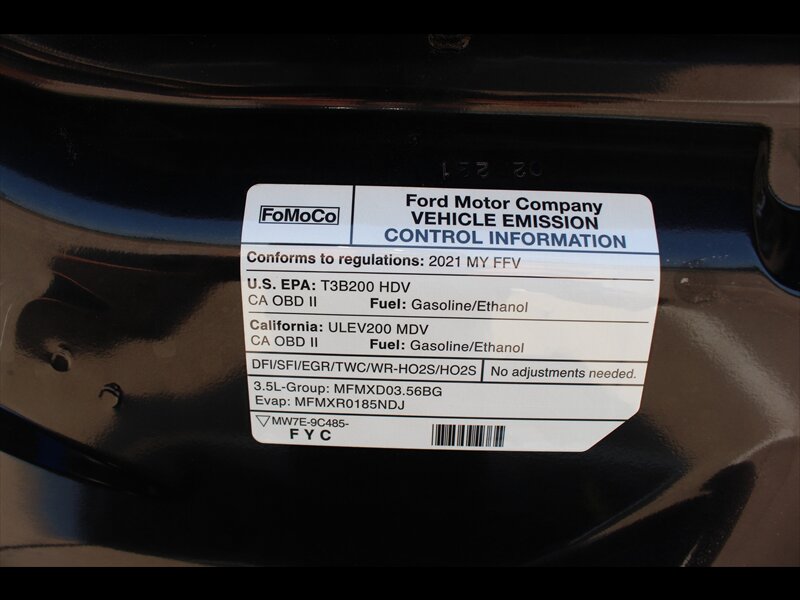 02 221
FoMoCo
Ford Motor Company
VEHICLE EMISSION
CONTROL INFORMATION
Conforms to regulations: 2021 MY FFV
U.S. EPA: T3B200 HDV
CA OBD II Fuel: Gasoline/Ethanol
California: ULEV200 MDV
CA OBD II Fuel: Gasoline/Ethanol
DFI/SFI/EGR/TWC/WR-HO2S/HO2S No adjustments needed.
3.5L-Group: MFMXD03.56BG
Evap: MFMXR0185NDJ
MW7E-9C485-
FYC